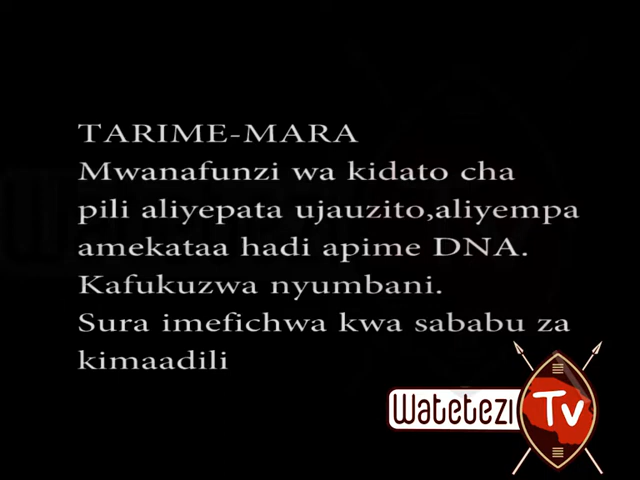 TARIME-MARA
Mwanafunzi wa kidato cha
pili aliyepata ujauzito,aliyempa
amekataa hadi apime DNA.
Kafukuzwa nyumbani.
Sura imefichwa kwa sababu za
kimaadili
Watetezi Tv